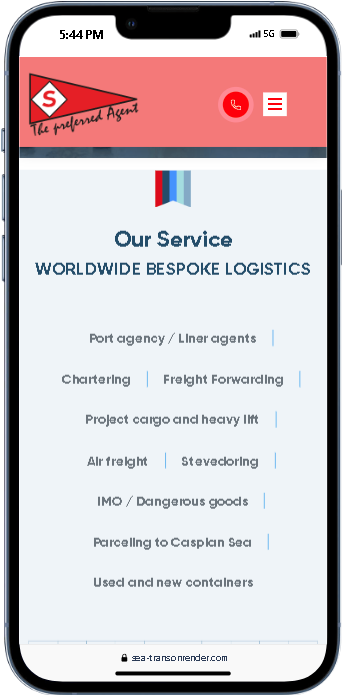 5:44 PM 5G
S
The preferred Agent
Our Service
WORLDWIDE BESPOKE LOGISTICS
Port agency / Liner agents
Chartering | Freight Forwarding
Project cargo and heavy lift
Air freight | Stevedoring
IMO / Dangerous goods
Parceling to Caspian Sea
Used and new containers
sea-transonrender.com